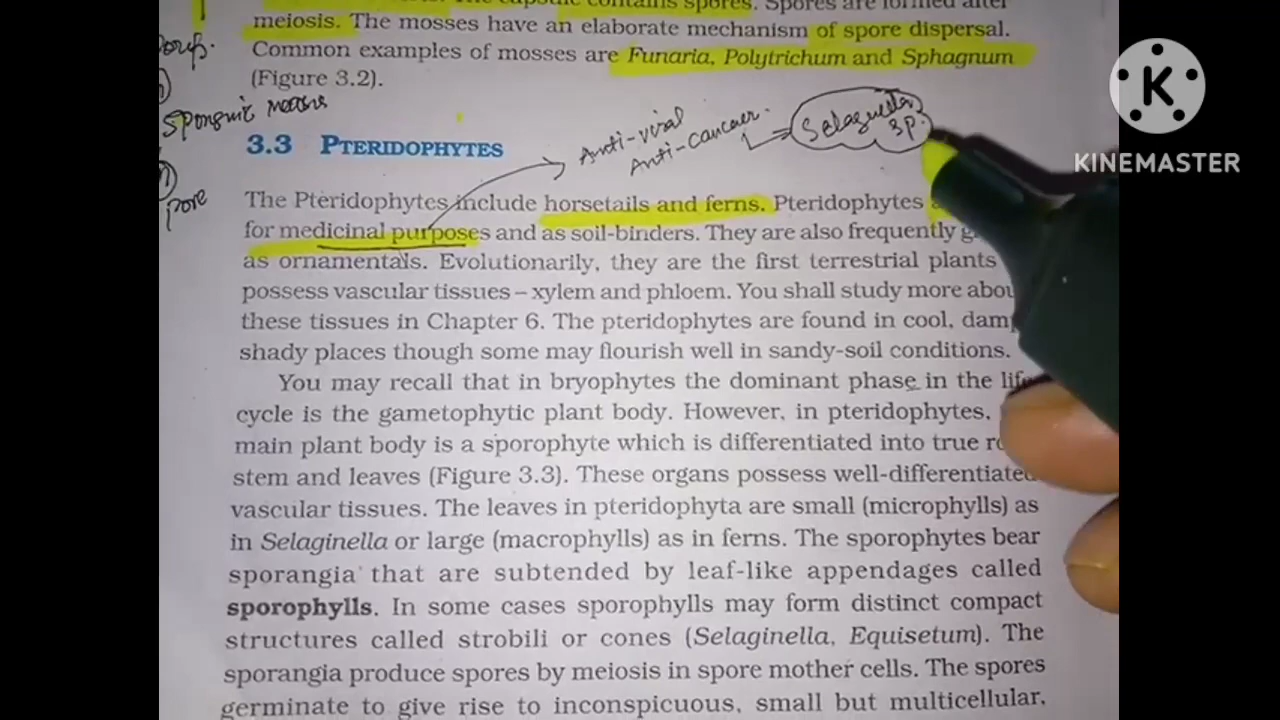 meiosis. The mosses have an elaborate mechanism of spore dispersal.
Common examples of mosses are Funaria, Polytrichum and Sphagnum
(Figure 3.2).
3.3 PTERIDOPHYTES
Anti-viral
Anti-cancer
Selaginella
sp.
pore
KINEMASTER
The Pteridophytes include horsetails and ferns. Pteridophytes
for medicinal purposes and as soil-binders. They are also frequently
as ornamentals. Evolutionarily, they are the first terrestrial plants
possess vascular tissues – xylem and phloem. You shall study more
these tissues in Chapter 6. The pteridophytes are found in cool,
shady places though some may flourish well in sandy-soil conditions.
You may recall that in bryophytes the dominant phase in the
cycle is the gametophytic plant body. However, in pteridophytes,
main plant body is a sporophyte which is differentiated into true
stem and leaves (Figure 3.3). These organs possess well-differentiated
vascular tissues. The leaves in pteridophyta are small (microphylls) as
in Selaginella or large (macrophylls) as in ferns. The sporophytes bear
sporangia that are subtended by leaf-like appendages called
sporophylls. In some cases sporophylls may form distinct compact
structures called strobili or cones (Selaginella, Equisetum). The
sporangia produce spores by meiosis in spore mother cells. The spores
germinate to give rise to inconspicuous, small but multicellular,